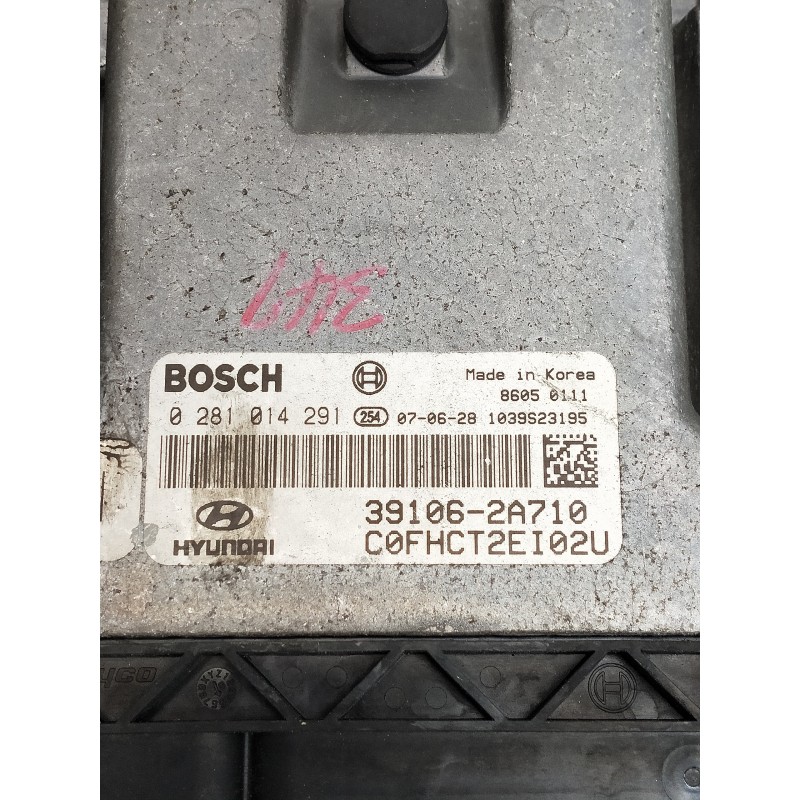 BOSCH
Made in Korea
8605 0111
0 281 014 291 254 07-06-28 1039S23195
39106-2A710
HYUNDAI
C0FHCT2EI02U
yco